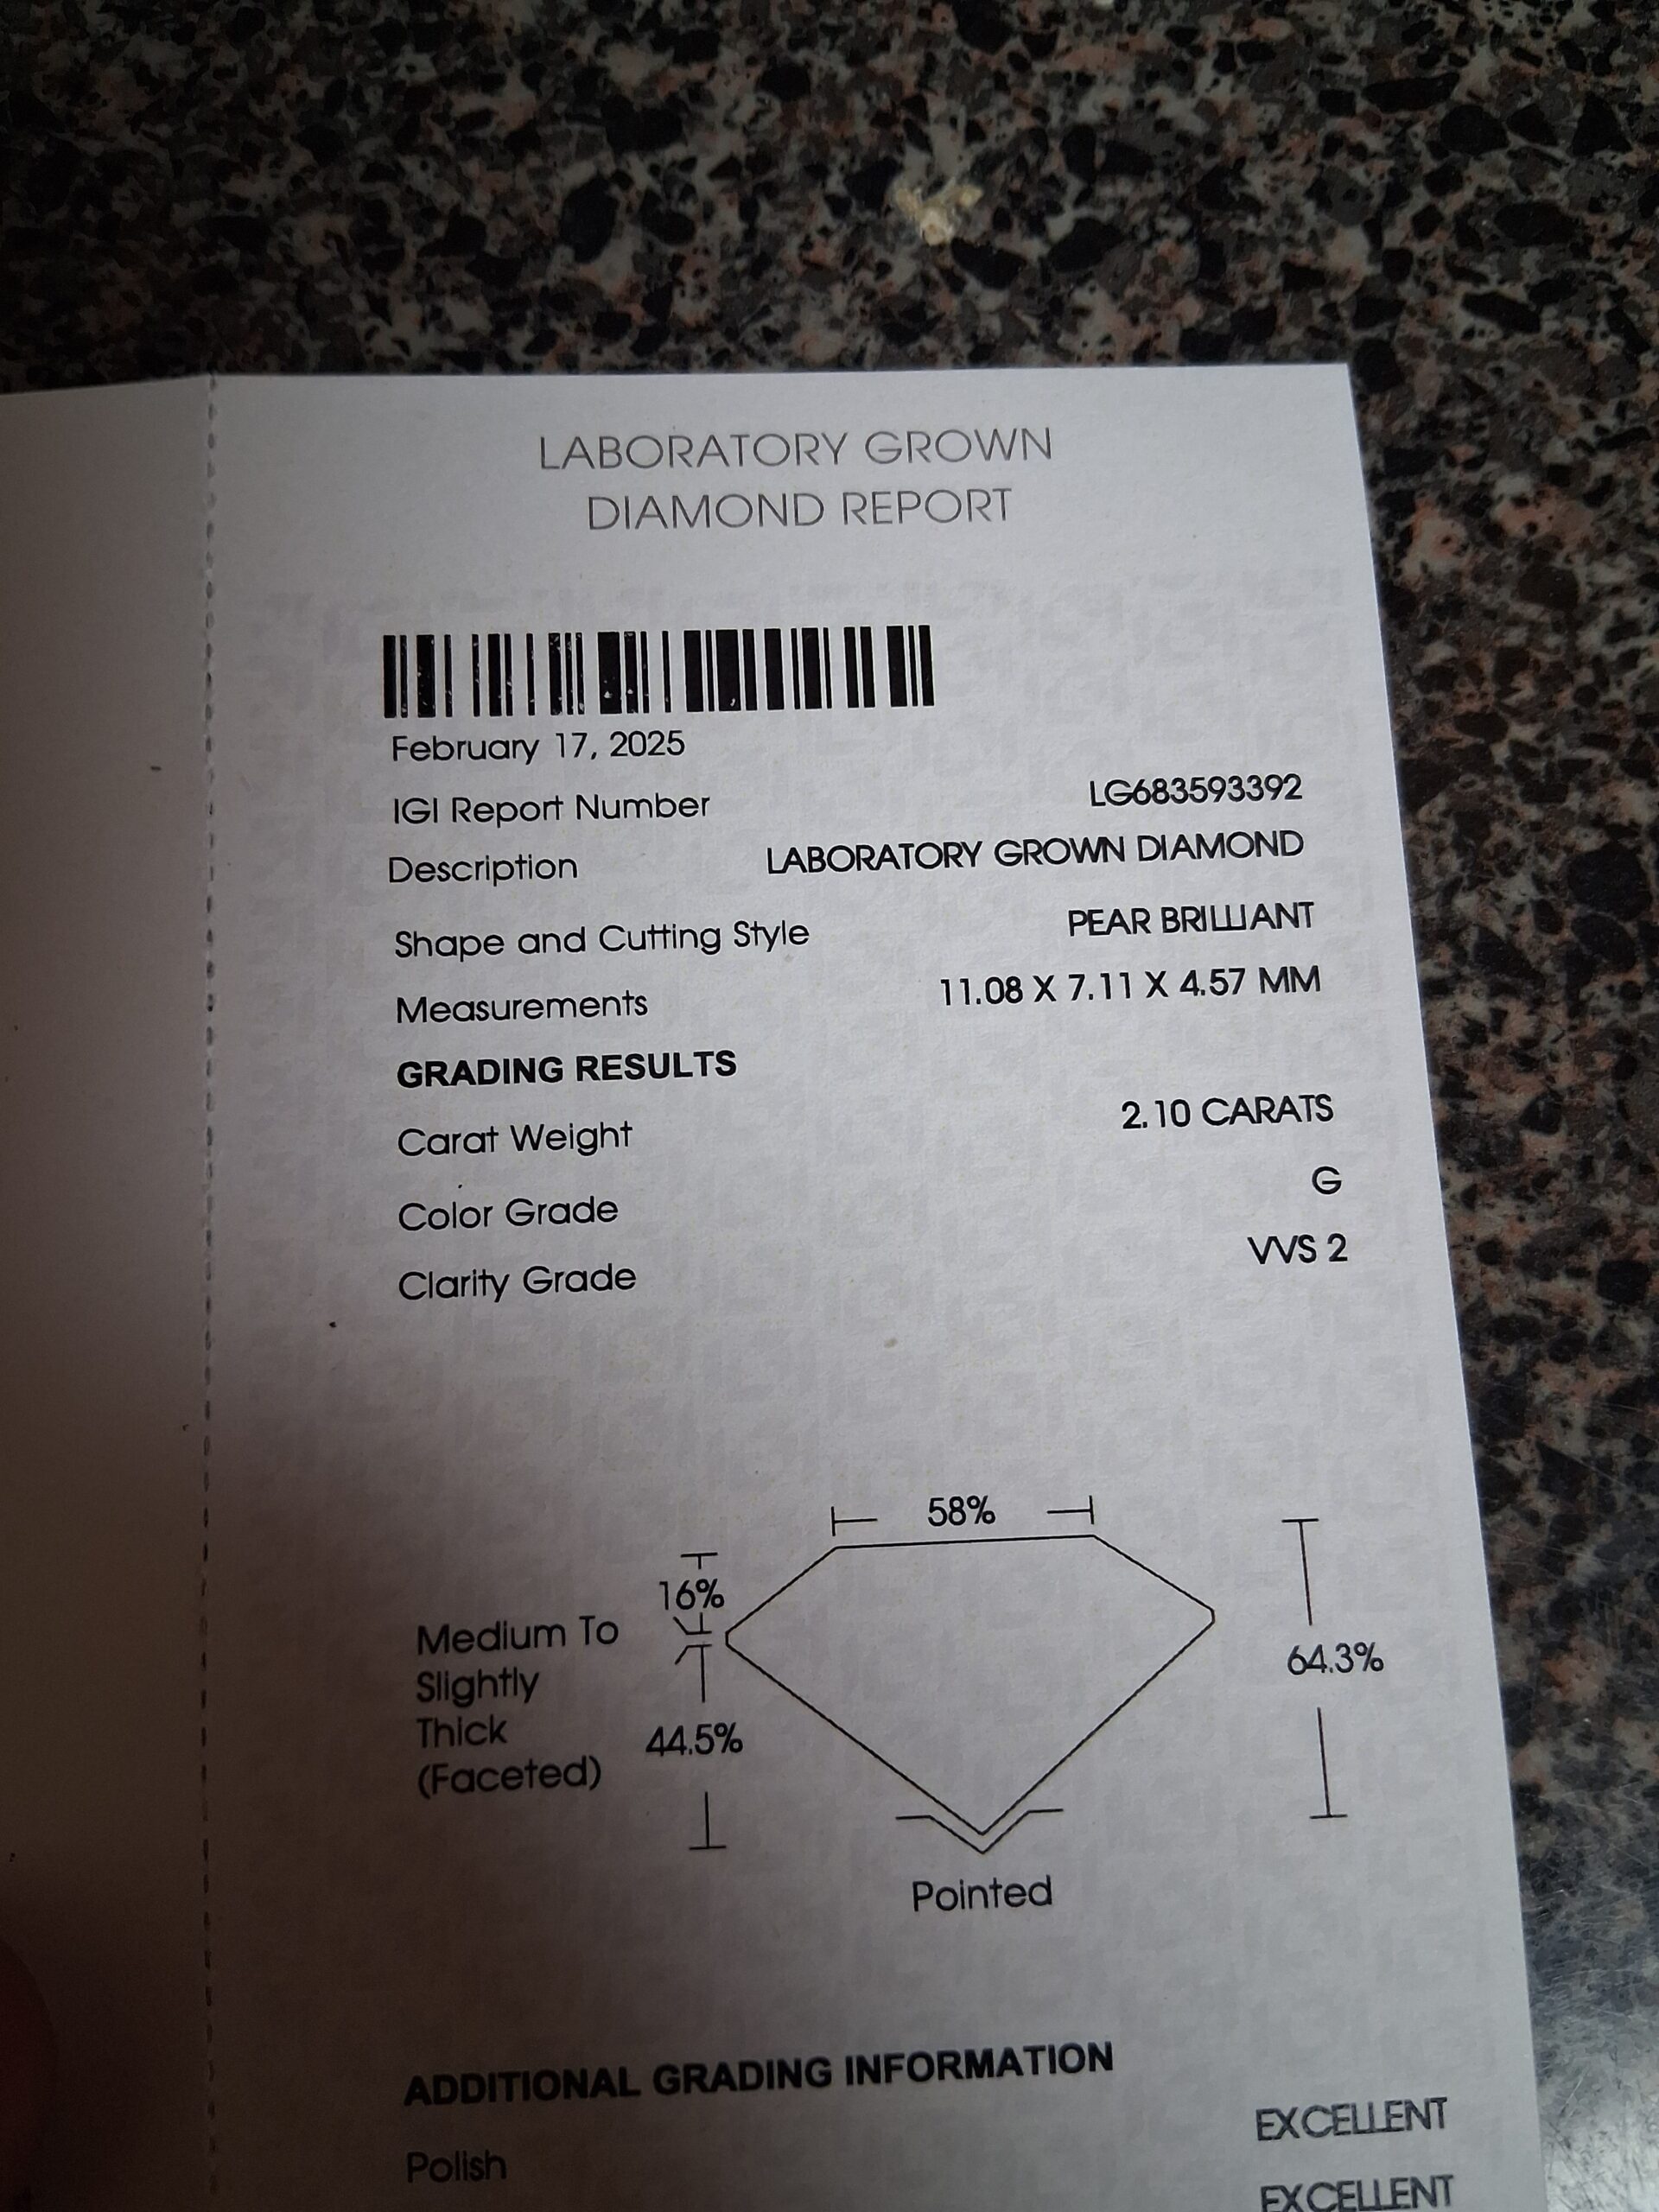 LABORATORY GROWN
DIAMOND REPORT
February 17, 2025
IGI Report Number LG683593392
Description LABORATORY GROWN DIAMOND
Shape and Cutting Style PEAR BRILLIANT
Measurements 11.08 X 7.11 X 4.57 MM
GRADING RESULTS
Carat Weight 2.10 CARATS
Color Grade G
Clarity Grade VVS 2
58%
16%
Medium To
Slightly
Thick
(Faceted)
44.5%
64.3%
Pointed
ADDITIONAL GRADING INFORMATION
Polish EXCELLENT
EXCELLENT